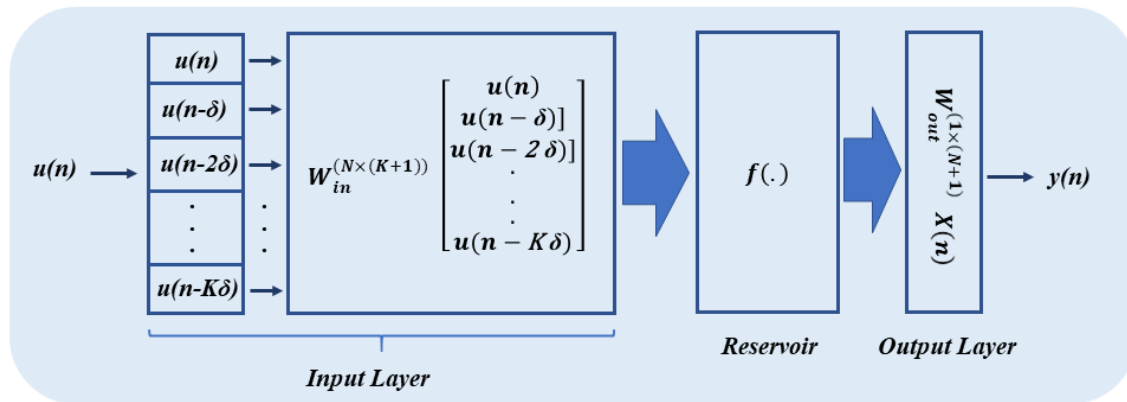 u(n)
u(n)
u(n-δ)
u(n-2δ)
. .
. .
. .
u(n-Kδ)
W_in^(N×(K+1))
[u(n)
u(n − δ)]
u(n − 2 δ)]
.
.
u(n − K δ)]
f(.)
W_out^(1×(N+1) X(n)
y(n)
Input Layer
Reservoir
Output Layer